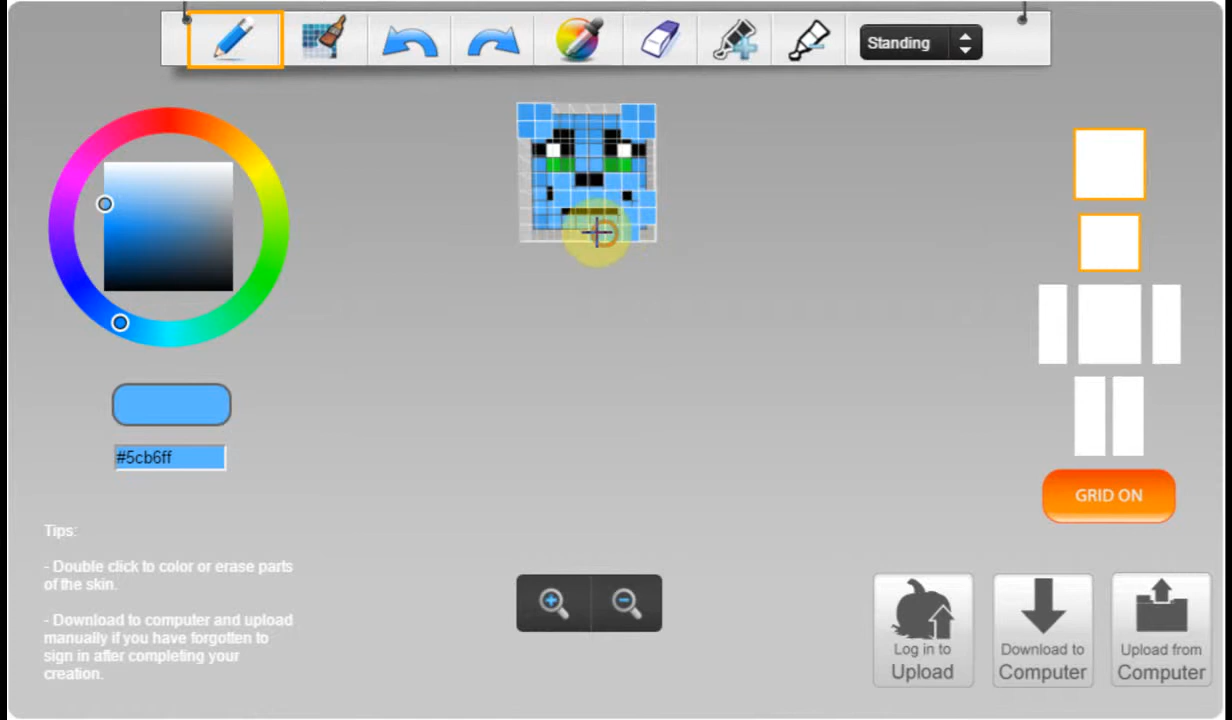 Standing
#5cb6ff
GRID ON
Tips:
- Double click to color or erase parts
of the skin.
- Download to computer and upload
manually if you have forgotten to
sign in after completing your
creation.
Log in to
Upload
Download to
Computer
Upload from
Computer